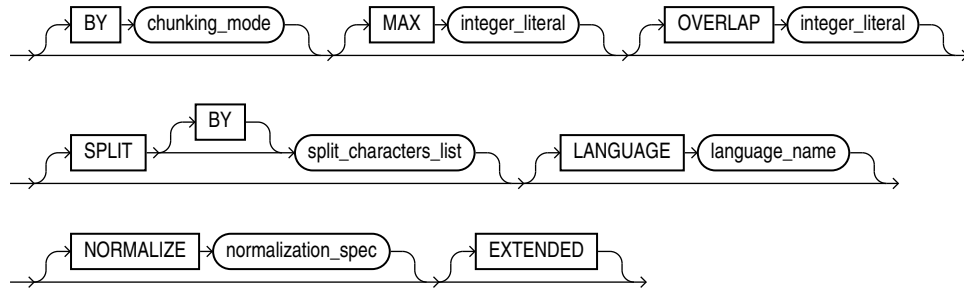 BY chunking_mode MAX integer_literal OVERLAP integer_literal
BY
SPLIT split_characters_list LANGUAGE language_name
NORMALIZE normalization_spec EXTENDED